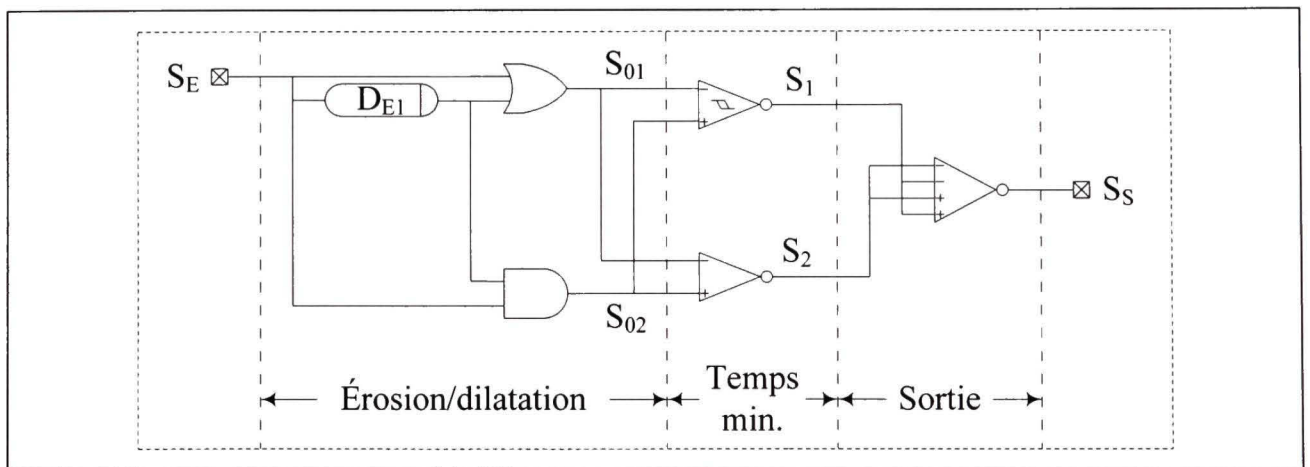 S_E
D_E1
S_01
S_02
S_1
S_2
S_S
Érosion/dilatation
Temps
min.
Sortie